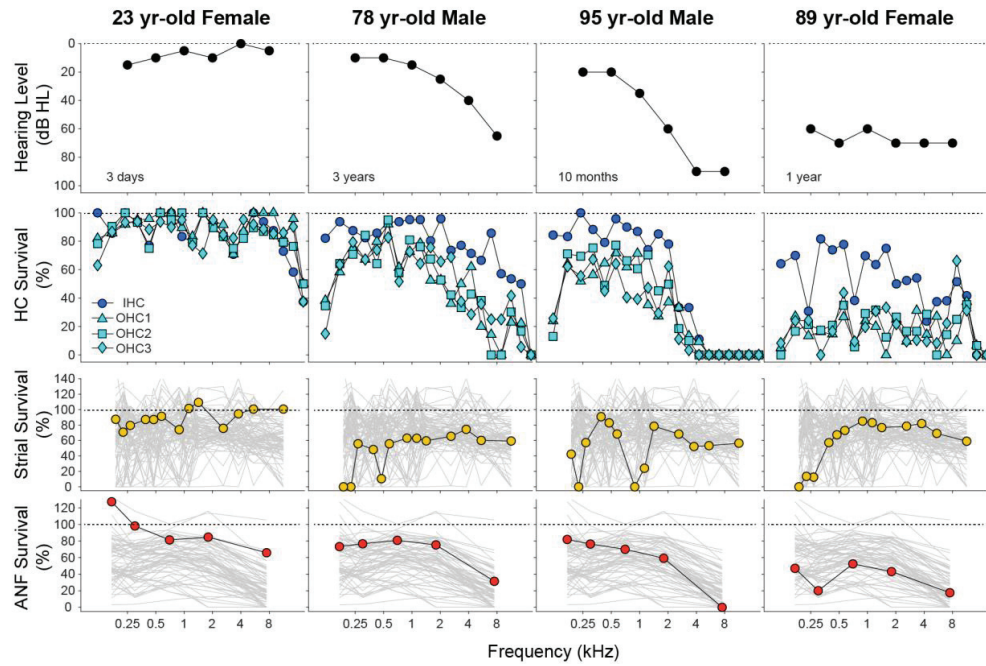 23 yr-old Female 78 yr-old Male 95 yr-old Male 89 yr-old Female
Hearing Level
(dB HL)
0
20
40
60
80
100
3 days 3 years 10 months 1 year
HC Survival
(%)
100
80
60
40
20
0
IHC
OHC1
OHC2
OHC3
Strial Survival
(%)
140
120
100
80
60
40
20
0
ANF Survival
(%)
120
100
80
60
40
20
0
0.25 0.5 1 2 4 8 0.25 0.5 1 2 4 8 0.25 0.5 1 2 4 8 0.25 0.5 1 2 4 8
Frequency (kHz)